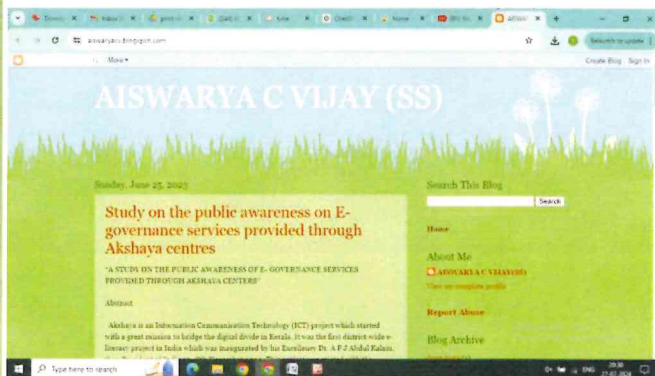 aiswaryacv.blogspot.com
More
Create Blog Sign In
AISWARYA C VIJAY (SS)
Sunday, June 25, 2023
Study on the public awareness on E-
governance services provided through
Akshaya centres
"A STUDY ON THE PUBLIC AWARENESS OF E- GOVERNANCE SERVICES
PROVIDED THROUGH AKSHAYA CENTERS"
Abstract
Akshaya is an Information Communication Technology (ICT) project which started
with a great mission to bridge the digital divide in Kerala. It was the first district wide e-
literacy project in India which was inaugurated by his Excellency Dr. A P J Abdul Kalam,
Search This Blog
Search
Home
About Me
AISWARYA C VIJAY(SS)
View my complete profile
Report Abuse
Blog Archive
Type here to search
ENG
20:30
27-07-2024